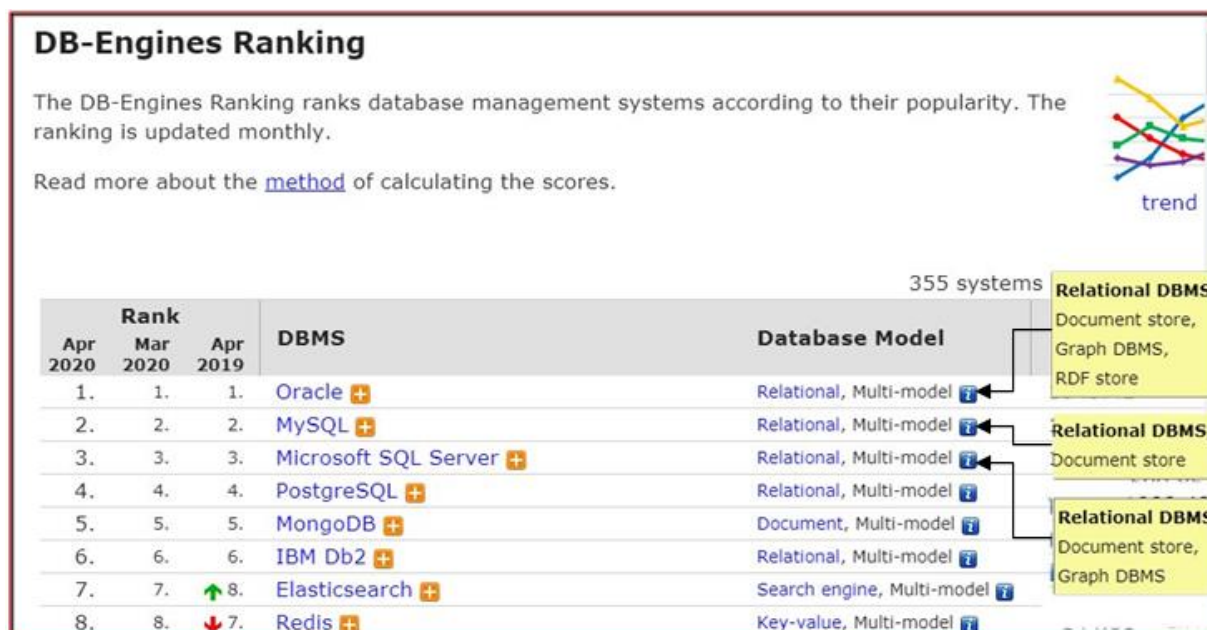 DB-Engines Ranking
The DB-Engines Ranking ranks database management systems according to their popularity. The
ranking is updated monthly.
Read more about the method of calculating the scores.
trend
355 systems
Rank
Apr 2020 Mar 2020 Apr 2019 DBMS Database Model
1. 1. 1. Oracle Relational, Multi-model
2. 2. 2. MySQL Relational, Multi-model
3. 3. 3. Microsoft SQL Server Relational, Multi-model
4. 4. 4. PostgreSQL Relational, Multi-model
5. 5. 5. MongoDB Document, Multi-model
6. 6. 6. IBM Db2 Relational, Multi-model
7. 7. 8. Elasticsearch Search engine, Multi-model
8. 8. 7. Redis Key-value, Multi-model
Relational DBMS
Document store,
Graph DBMS,
RDF store
Relational DBMS
Document store
Relational DBMS
Document store,
Graph DBMS